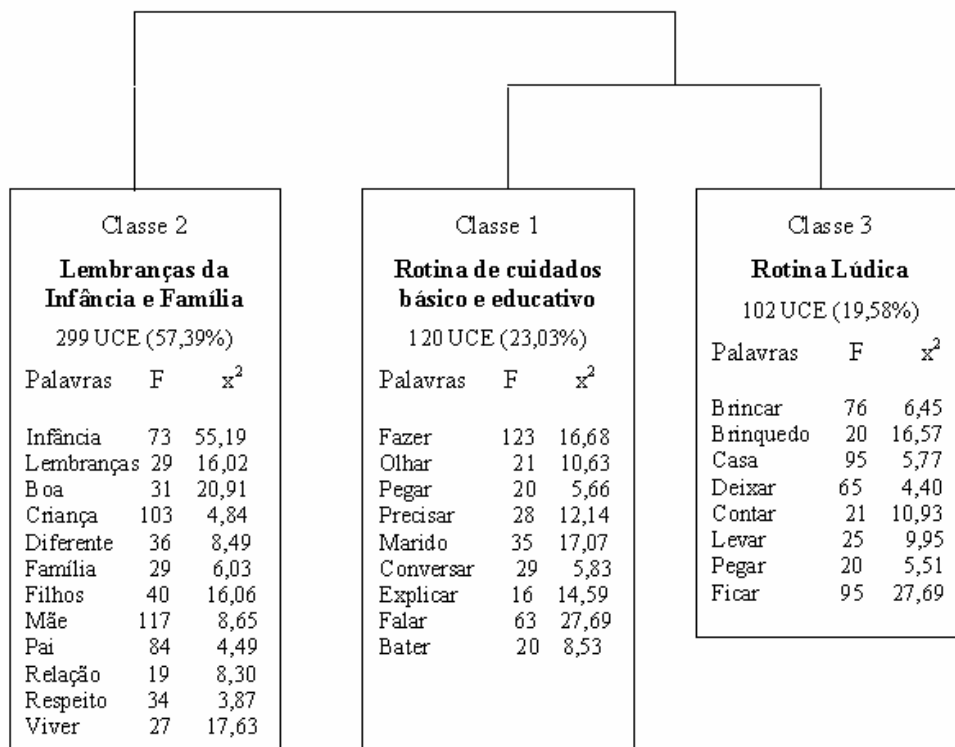 Classe 2
Lembranças da
Infância e Família
299 UCE (57,39%)
Palavras F x²
Infância 73 55,19
Lembranças 29 16,02
Boa 31 20,91
Criança 103 4,84
Diferente 36 8,49
Família 29 6,03
Filhos 40 16,06
Mãe 117 8,65
Pai 84 4,49
Relação 19 8,30
Respeito 34 3,87
Viver 27 17,63
Classe 1
Rotina de cuidados
básico e educativo
120 UCE (23,03%)
Palavras F x²
Fazer 123 16,68
Olhar 21 10,63
Pegar 20 5,66
Precisar 28 12,14
Marido 35 17,07
Conversar 29 5,83
Explicar 16 14,59
Falar 63 27,69
Bater 20 8,53
Classe 3
Rotina Lúdica
102 UCE (19,58%)
Palavras F x²
Brincar 76 6,45
Brinquedo 20 16,57
Casa 95 5,77
Deixar 65 4,40
Contar 21 10,93
Levar 25 9,95
Pegar 20 5,51
Ficar 95 27,69